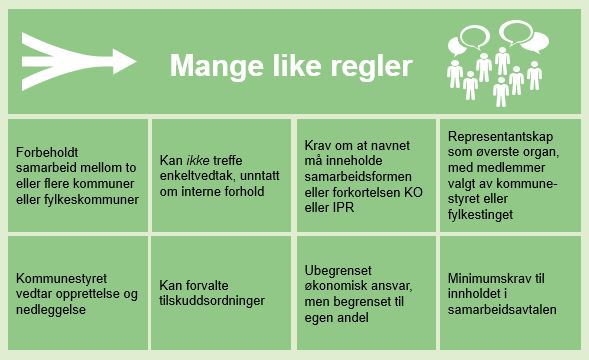 Mange like regler
Forbeholdt
samarbeid mellom to
eller flere kommuner
eller fylkeskommuner
Kan ikke treffe
enkeltvedtak, unntatt
om interne forhold
Krav om at navnet
må inneholde
samarbeidsformen
eller forkortelsen KO
eller IPR
Representantskap
som øverste organ,
med medlemmer
valgt av kommune-
styret eller
fylkestinget
Kommunestyret
vedtar opprettelse og
nedleggelse
Kan forvalte
tilskuddsordninger
Ubegrenset
økonomisk ansvar,
men begrenset til
egen andel
Minimumskrav til
innholdet i
samarbeidsavtalen